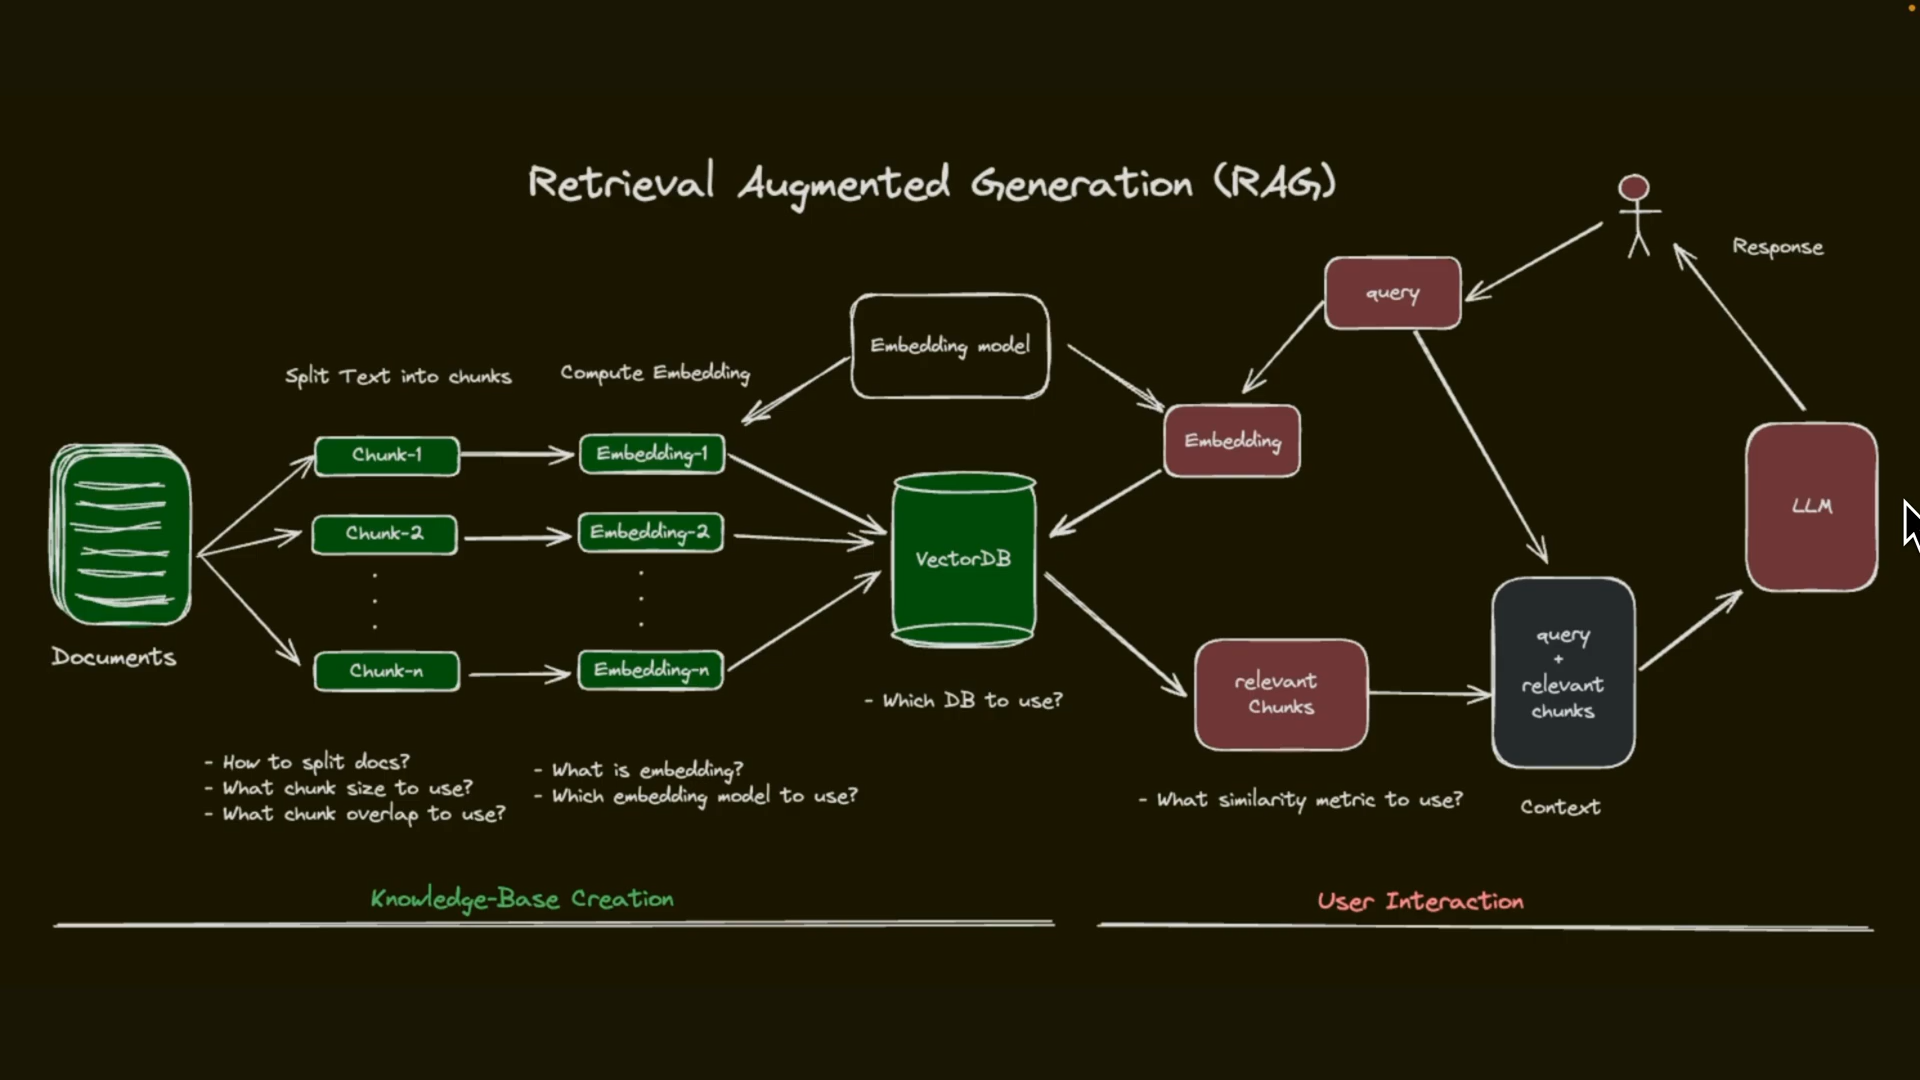 Retrieval Augmented Generation (RAG)
Response
query
Embedding model
Split Text into chunks
Compute Embedding
Embedding
Chunk-1
Embedding-1
LLM
Chunk-2
Embedding-2
VectorDB
Documents
Chunk-n
Embedding-n
relevant
Chunks
query
+
relevant
chunks
- Which DB to use?
- How to split docs?
- What chunk size to use?
- What chunk overlap to use?
- What is embedding?
- Which embedding model to use?
- What similarity metric to use?
Context
Knowledge-Base Creation
User Interaction